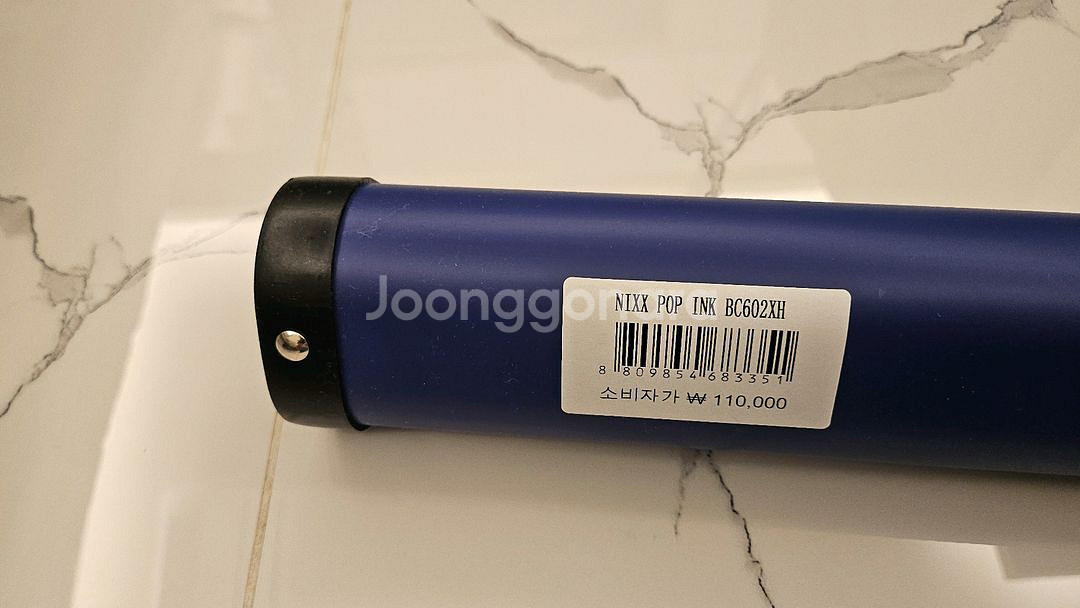 NIXX POP INK BC602XH
8 809854 683351
소비자가 ₩ 110,000
Joonggonara